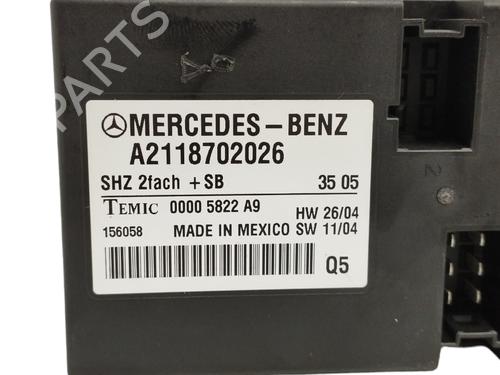 MERCEDES-BENZ
A2118702026
SHZ 2fach +SB 35 05
TEMIC 0000 5822 A9 HW 26/04
156058 MADE IN MEXICO SW 11/04
Q5
2
B-PARTS